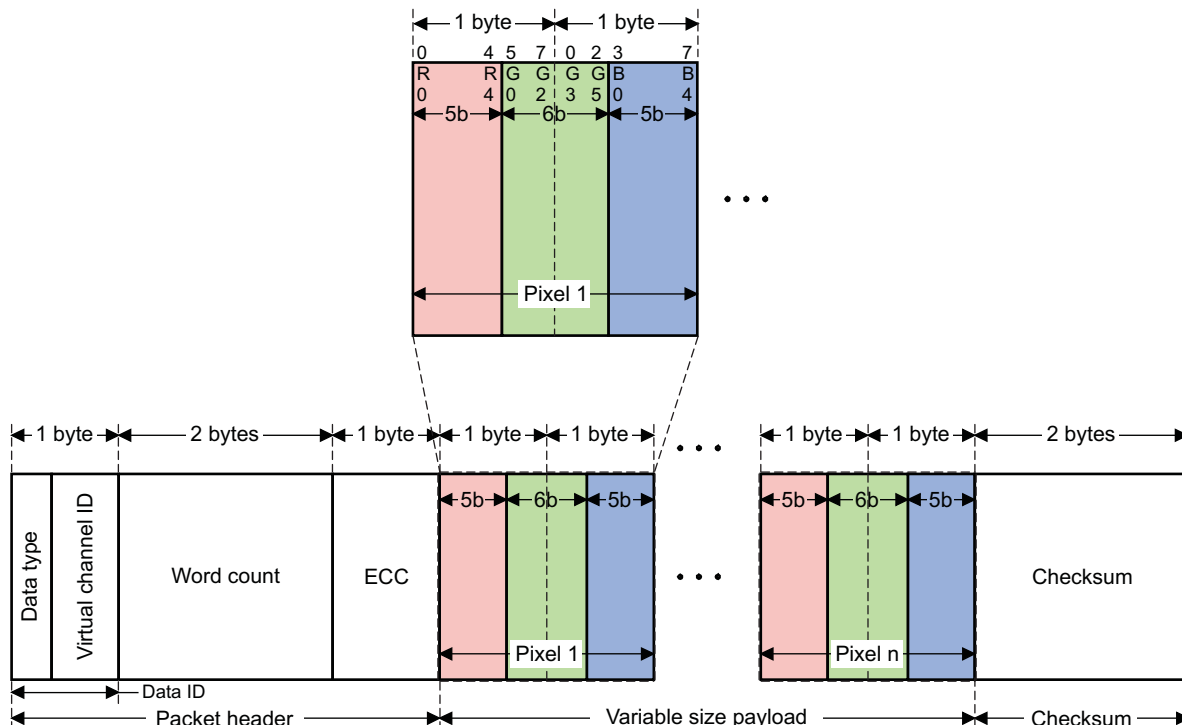 1 byte 1 byte
0 4 5 7 0 2 3 7
R R G G G G B B
0 4 0 2 3 5 0 4
5b 6b 5b
• • •
Pixel 1
1 byte 2 bytes 1 byte 1 byte 1 byte • • • 1 byte 1 byte 2 bytes
5b 6b 5b 5b 6b 5b
Data type
Virtual channel ID
Word count
ECC
• • •
Checksum
Pixel 1 Pixel n
Data ID
Packet header Variable size payload Checksum